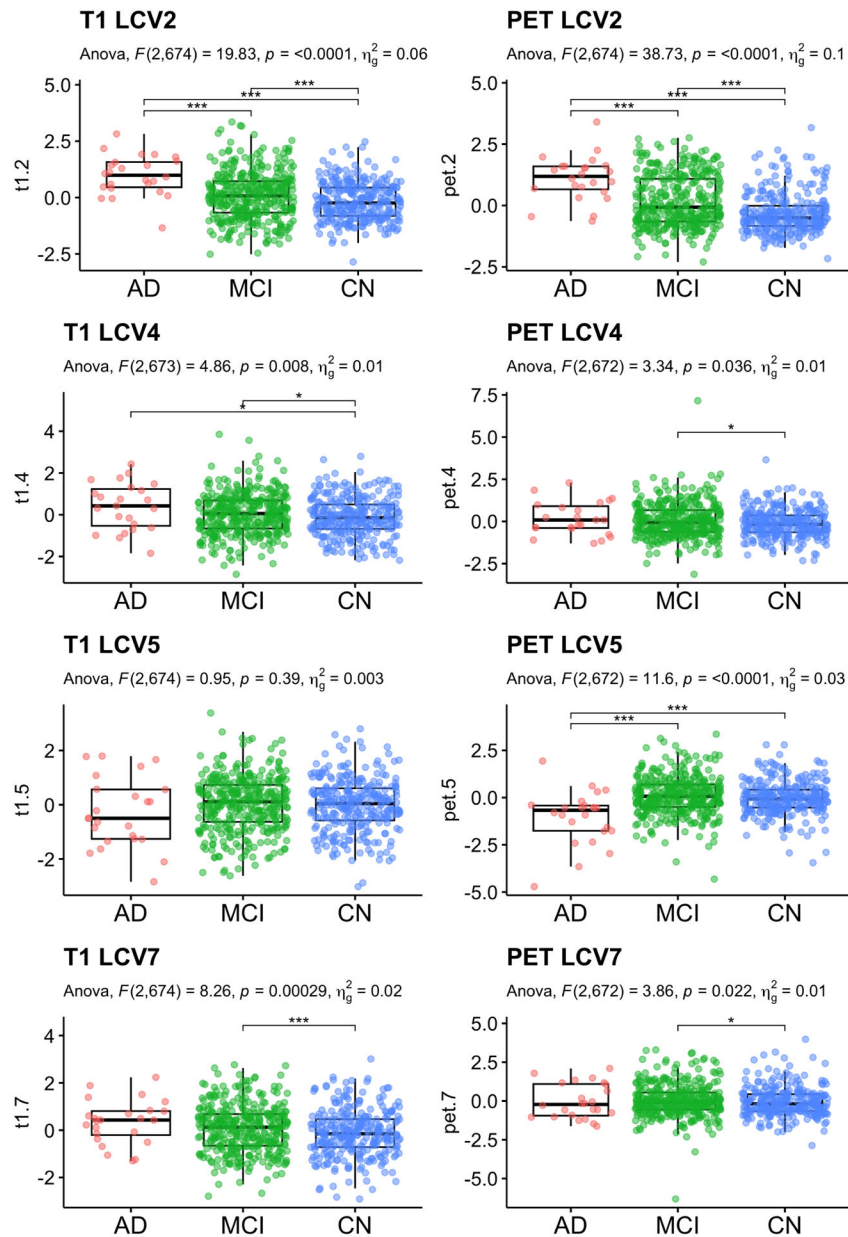 T1 LCV2
Anova, F(2,674) = 19.83, p = <0.0001, η²g = 0.06
5.0
2.5
0.0
-2.5
t1.2
***
***
***
AD MCI CN
PET LCV2
Anova, F(2,674) = 38.73, p = <0.0001, η²g = 0.1
5.0
2.5
0.0
-2.5
pet.2
***
***
***
AD MCI CN
T1 LCV4
Anova, F(2,673) = 4.86, p = 0.008, η²g = 0.01
4
2
0
-2
t1.4
*
*
AD MCI CN
PET LCV4
Anova, F(2,672) = 3.34, p = 0.036, η²g = 0.01
7.5
5.0
2.5
0.0
-2.5
pet.4
*
AD MCI CN
T1 LCV5
Anova, F(2,674) = 0.95, p = 0.39, η²g = 0.003
2
0
-2
t1.5
AD MCI CN
PET LCV5
Anova, F(2,672) = 11.6, p = <0.0001, η²g = 0.03
2.5
0.0
-2.5
-5.0
pet.5
***
***
AD MCI CN
T1 LCV7
Anova, F(2,674) = 8.26, p = 0.00029, η²g = 0.02
4
2
0
-2
t1.7
***
AD MCI CN
PET LCV7
Anova, F(2,672) = 3.86, p = 0.022, η²g = 0.01
5.0
2.5
0.0
-2.5
-5.0
pet.7
*
AD MCI CN